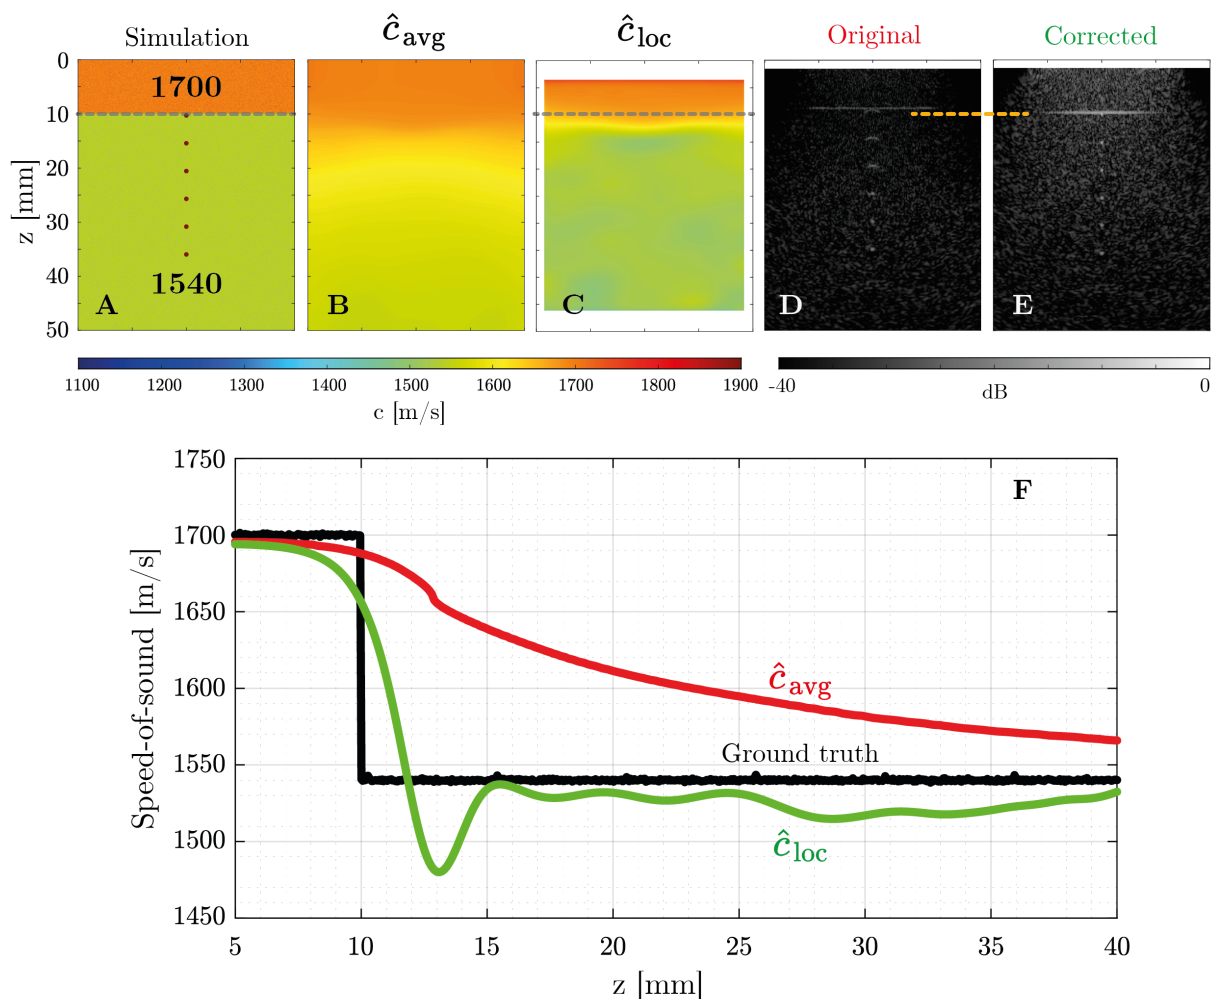 Simulation
ĉavg
ĉloc
Original
Corrected
0
10
20
30
40
50
z [mm]
1700
1540
A
B
C
D
E
1100 1200 1300 1400 1500 1600 1700 1800 1900
c [m/s]
-40 0
dB
1750
1700
1650
1600
1550
1500
1450
Speed-of-sound [m/s]
F
ĉavg
Ground truth
ĉloc
5 10 15 20 25 30 35 40
z [mm]